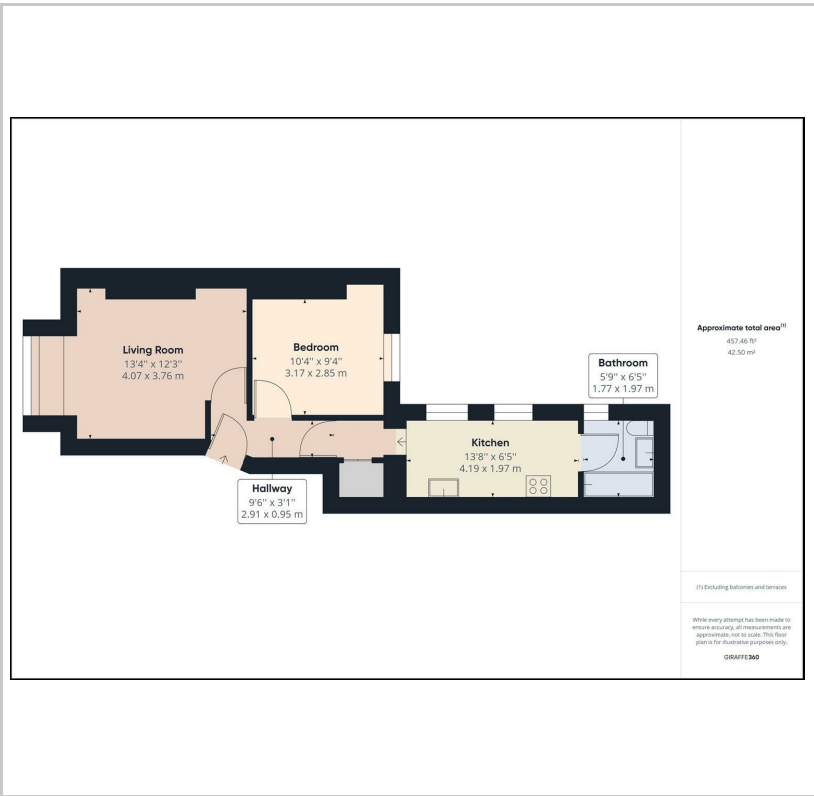 Living Room
13'4'' x 12'3''
4.07 x 3.76 m
Bedroom
10'4'' x 9'4''
3.17 x 2.85 m
Bathroom
5'9'' x 6'5''
1.77 x 1.97 m
Kitchen
13'8'' x 6'5''
4.19 x 1.97 m
Hallway
9'6'' x 3'1''
2.91 x 0.95 m
Approximate total area(1)
457.46 ft²
42.50 m²
(1) Excluding balconies and terraces
While every attempt has been made to
ensure accuracy, all measurements are
approximate, not to scale. This floor
plan is for illustrative purposes only.
GIRAFFE360